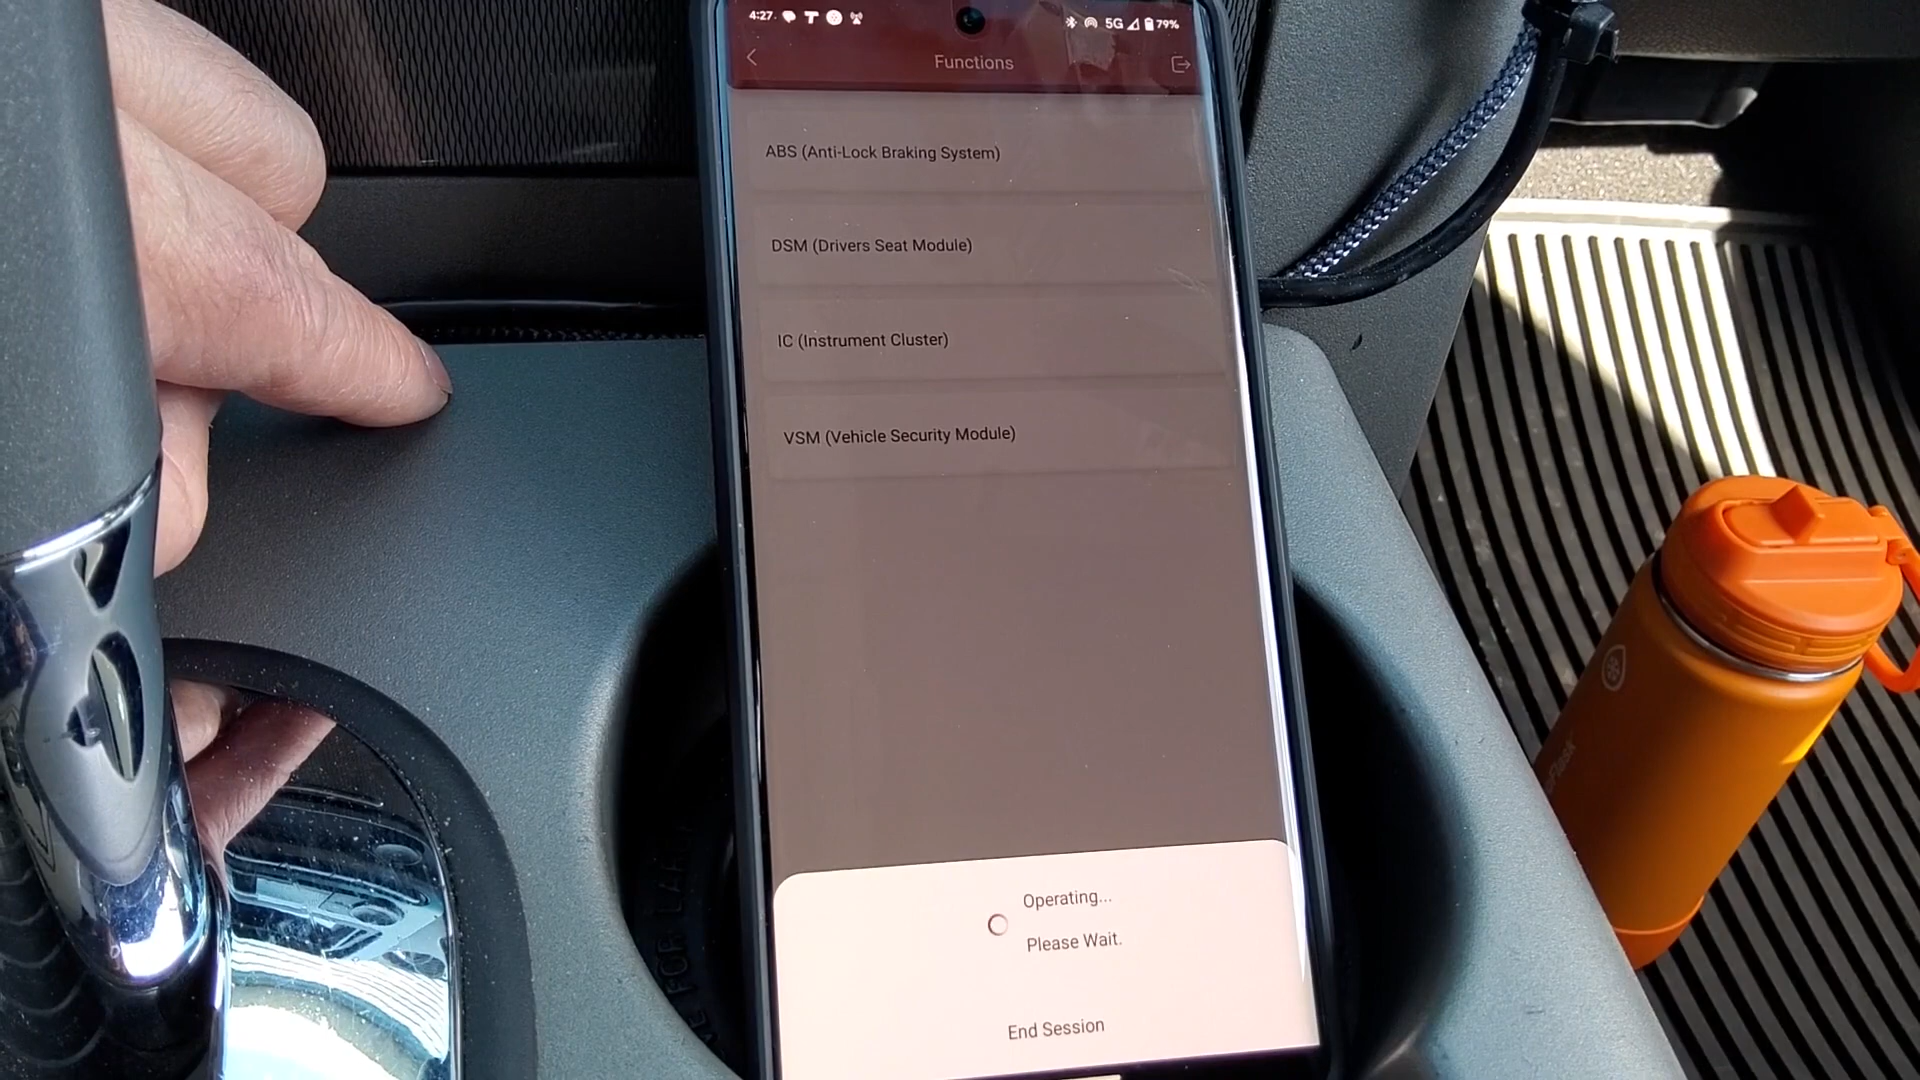 4:27
5G 79%
Functions
ABS (Anti-Lock Braking System)
DSM (Drivers Seat Module)
IC (Instrument Cluster)
VSM (Vehicle Security Module)
Operating...
Please Wait.
End Session